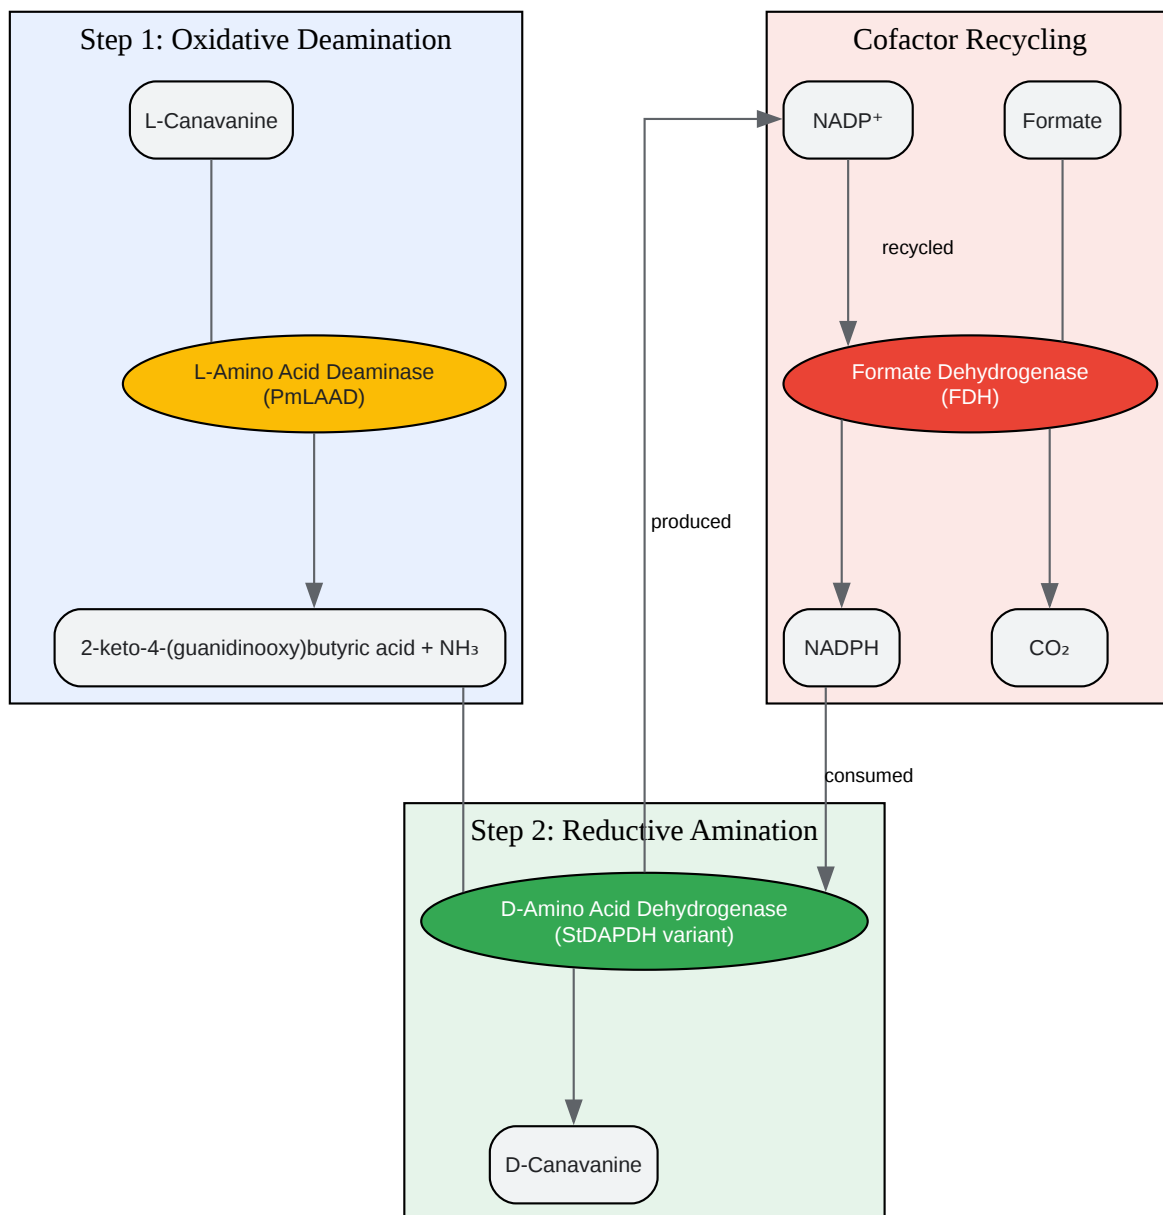 Step 1: Oxidative Deamination
L-Canavanine
L-Amino Acid Deaminase
(PmLAAD)
2-keto-4-(guanidinooxy)butyric acid + NH₃
Cofactor Recycling
NADP⁺
Formate
recycled
Formate Dehydrogenase
(FDH)
produced
NADPH
CO₂
consumed
Step 2: Reductive Amination
D-Amino Acid Dehydrogenase
(StDAPDH variant)
D-Canavanine